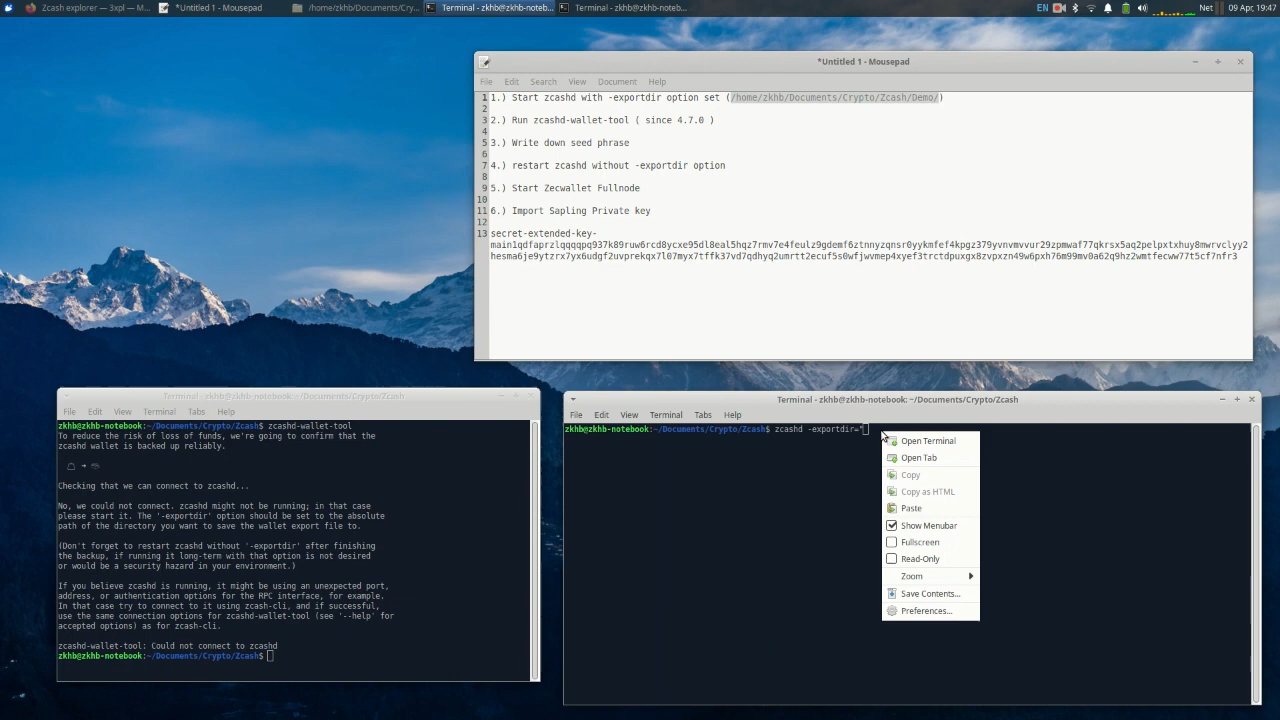 Zcash explorer — 3xpl — M...
*Untitled 1 - Mousepad
/home/zkhb/Documents/Cry...
Terminal - zkhb@zkhb-noteb...
Terminal - zkhb@zkhb-noteb...
EN
Net
09 Apr, 19:47
*Untitled 1 - Mousepad
File Edit Search View Document Help
1 1.) Start zcashd with -exportdir option set (/home/zkhb/Documents/Crypto/Zcash/Demo/)
2
3 2.) Run zcashd-wallet-tool ( since 4.7.0 )
4
5 3.) Write down seed phrase
6
7 4.) restart zcashd without -exportdir option
8
9 5.) Start Zecwallet Fullnode
10
11 6.) Import Sapling Private key
12
13 secret-extended-key-
main1qdfaprzlqqqqpq937k89ruw6rcd8ycxe95dl8eal5hqz7rmv7e4feulz9gdemf6ztnnyzqnsr0yykmfef4kpgz379yvnvmvvur29zpmwaf77qkrsx5aq2pelpxtxhuy8mwrvclyy2
hesma6je9ytzrx7yx6udgf2uvprekqx7l07myx7tffk37vd7qdhyq2umrtt2ecuf5s0wfjwvmep4xyef3trctdpuxgx8zvpxzn49w6pxh76m99mv0a62q9hz2wmtfecww77t5cf7nfr3
Terminal - zkhb@zkhb-notebook: ~/Documents/Crypto/Zcash
File Edit View Terminal Tabs Help
zkhb@zkhb-notebook:~/Documents/Crypto/Zcash$ zcashd-wallet-tool
To reduce the risk of loss of funds, we're going to confirm that the
zcashd wallet is backed up reliably.
Checking that we can connect to zcashd...
No, we could not connect. zcashd might not be running; in that case
please start it. The '-exportdir' option should be set to the absolute
path of the directory you want to save the wallet export file to.
(Don't forget to restart zcashd without '-exportdir' after finishing
the backup, if running it long-term with that option is not desired
or would be a security hazard in your environment.)
If you believe zcashd is running, it might be using an unexpected port,
address, or authentication options for the RPC interface, for example.
In that case try to connect to it using zcash-cli, and if successful,
use the same connection options for zcashd-wallet-tool (see '--help' for
accepted options) as for zcash-cli.
zcashd-wallet-tool: Could not connect to zcashd
zkhb@zkhb-notebook:~/Documents/Crypto/Zcash$
Terminal - zkhb@zkhb-notebook: ~/Documents/Crypto/Zcash
File Edit View Terminal Tabs Help
zkhb@zkhb-notebook:~/Documents/Crypto/Zcash$ zcashd -exportdir="
Open Terminal
Open Tab
Copy
Copy as HTML
Paste
Show Menubar
Fullscreen
Read-Only
Zoom
Save Contents...
Preferences...